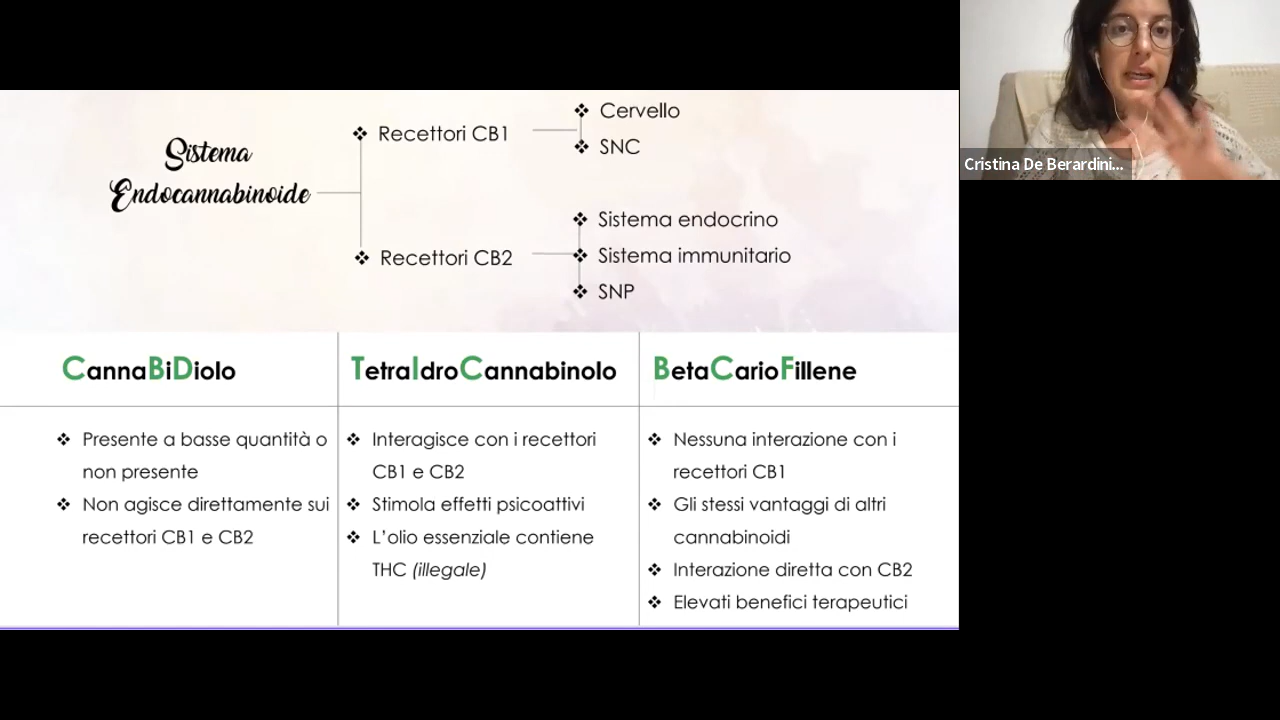 Sistema
Endocannabinoide
❖ Recettori CB1
❖ Cervello
❖ SNC
❖ Recettori CB2
❖ Sistema endocrino
❖ Sistema immunitario
❖ SNP
CannaBiDiolo
❖ Presente a basse quantità o
non presente
❖ Non agisce direttamente sui
recettori CB1 e CB2
TetraIdroCannabinolo
❖ Interagisce con i recettori
CB1 e CB2
❖ Stimola effetti psicoattivi
❖ L’olio essenziale contiene
THC (illegale)
BetaCarioFillene
❖ Nessuna interazione con i
recettori CB1
❖ Gli stessi vantaggi di altri
cannabinoidi
❖ Interazione diretta con CB2
❖ Elevati benefici terapeutici
Cristina De Berardini...